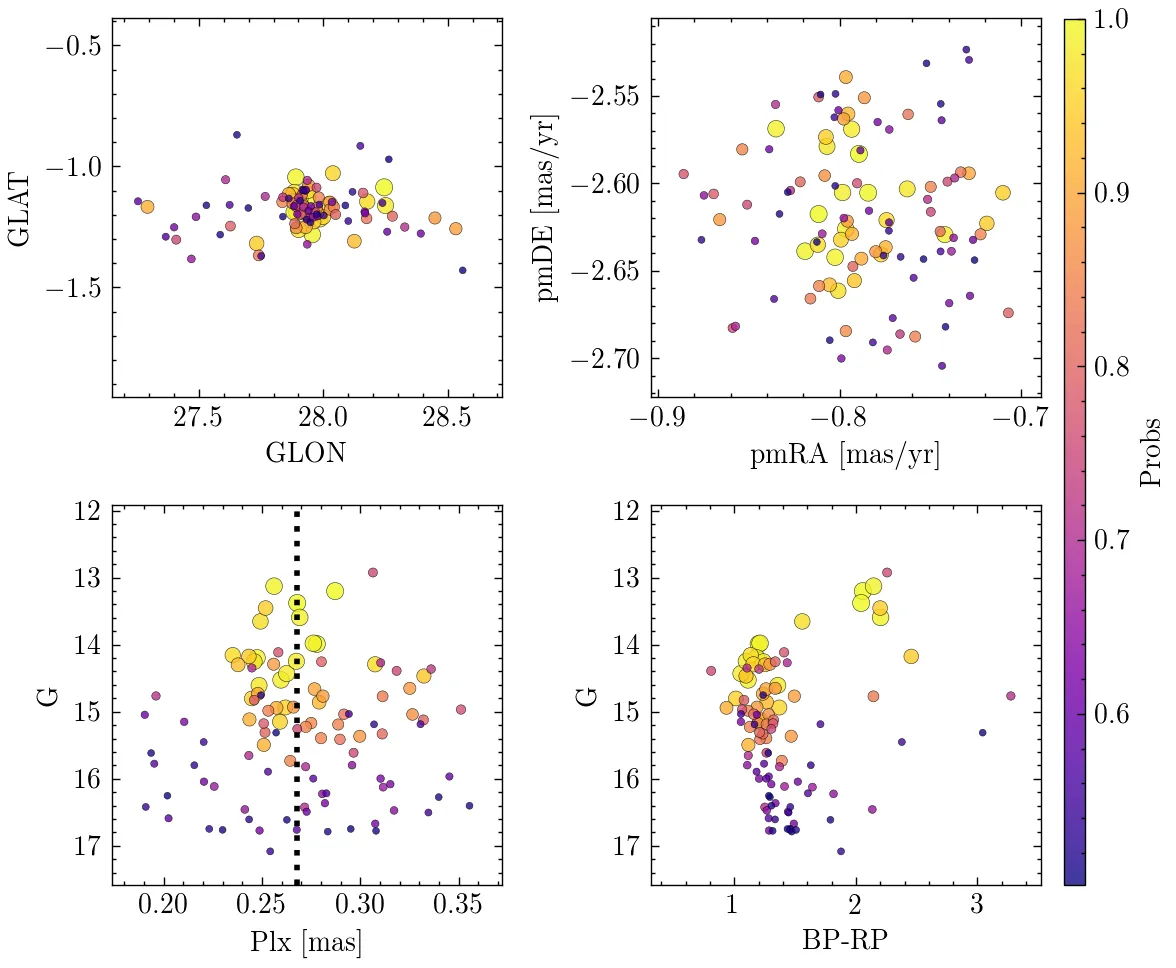 −0.5
−1.0
−1.5
GLAT
27.5 28.0 28.5
GLON
−2.55
−2.60
−2.65
−2.70
pmDE [mas/yr]
−0.9 −0.8 −0.7
pmRA [mas/yr]
1.0
0.9
0.8
0.7
0.6
Probs
12
13
14
15
16
17
G
0.20 0.25 0.30 0.35
Plx [mas]
12
13
14
15
16
17
G
1 2 3
BP-RP